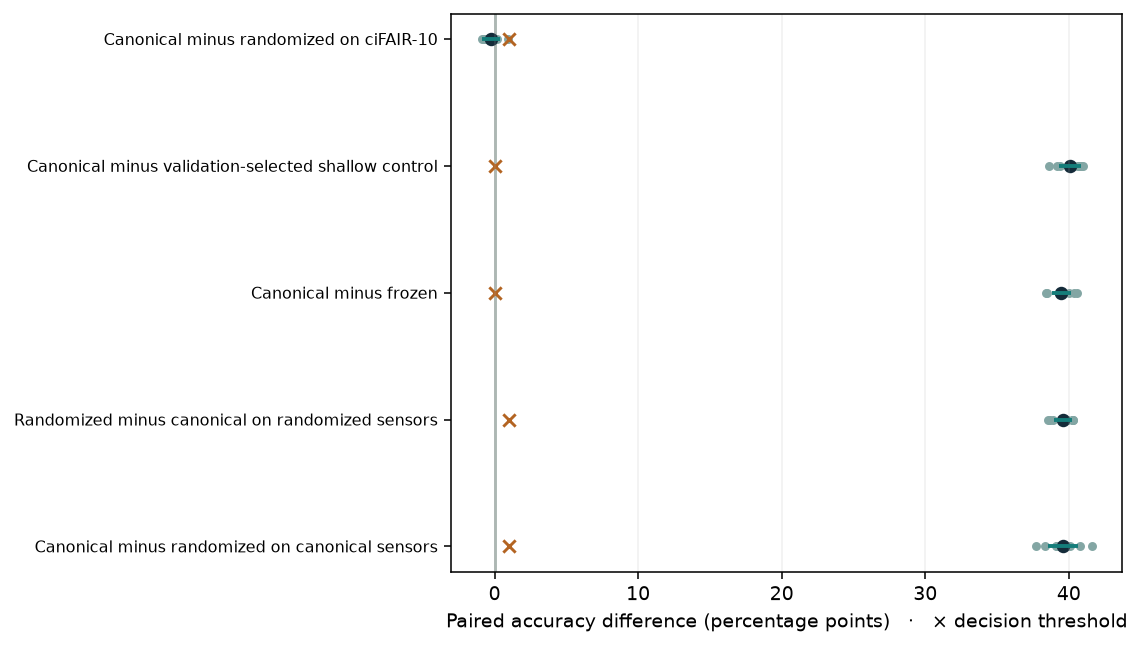 Canonical minus randomized on ciFAIR-10
Canonical minus validation-selected shallow control
Canonical minus frozen
Randomized minus canonical on randomized sensors
Canonical minus randomized on canonical sensors
0 10 20 30 40
Paired accuracy difference (percentage points) · × decision threshold